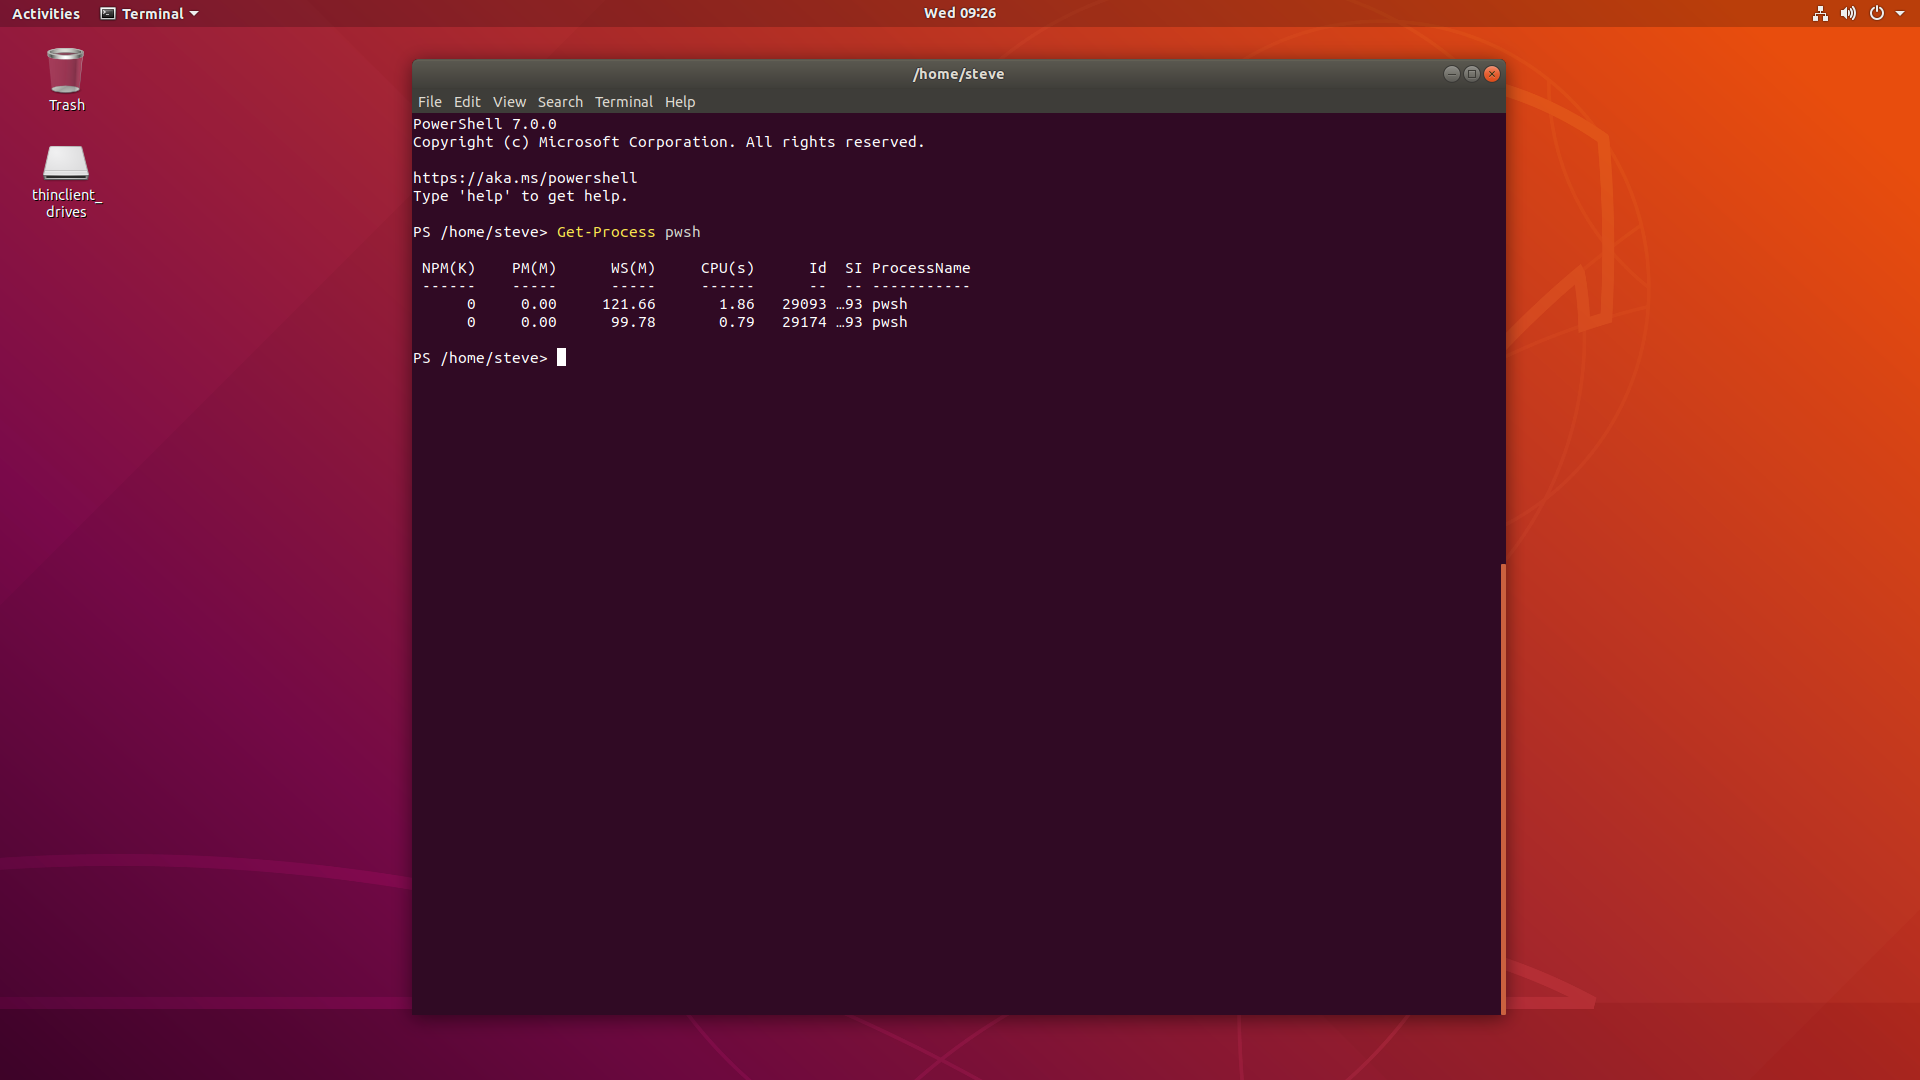 Activities Terminal Wed 09:26
Trash
thinclient_
drives
/home/steve
File Edit View Search Terminal Help
PowerShell 7.0.0
Copyright (c) Microsoft Corporation. All rights reserved.
https://aka.ms/powershell
Type 'help' to get help.
PS /home/steve> Get-Process pwsh
 NPM(K)    PM(M)      WS(M)     CPU(s)      Id  SI ProcessName
 ------    -----      -----     ------      --  -- -----------
      0     0.00     121.66       1.86   29093 …93 pwsh
      0     0.00      99.78       0.79   29174 …93 pwsh
PS /home/steve>